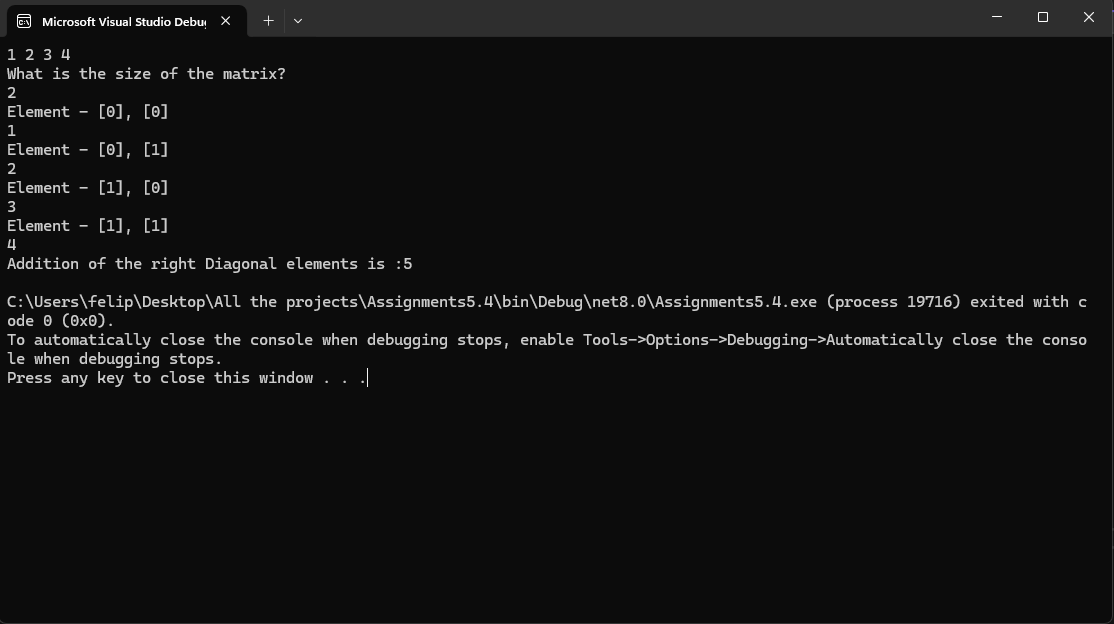 Microsoft Visual Studio Debug
1 2 3 4
What is the size of the matrix?
2
Element - [0], [0]
1
Element - [0], [1]
2
Element - [1], [0]
3
Element - [1], [1]
4
Addition of the right Diagonal elements is :5
C:\Users\felip\Desktop\All the projects\Assignments5.4\bin\Debug\net8.0\Assignments5.4.exe (process 19716) exited with c
ode 0 (0x0).
To automatically close the console when debugging stops, enable Tools->Options->Debugging->Automatically close the conso
le when debugging stops.
Press any key to close this window . . .